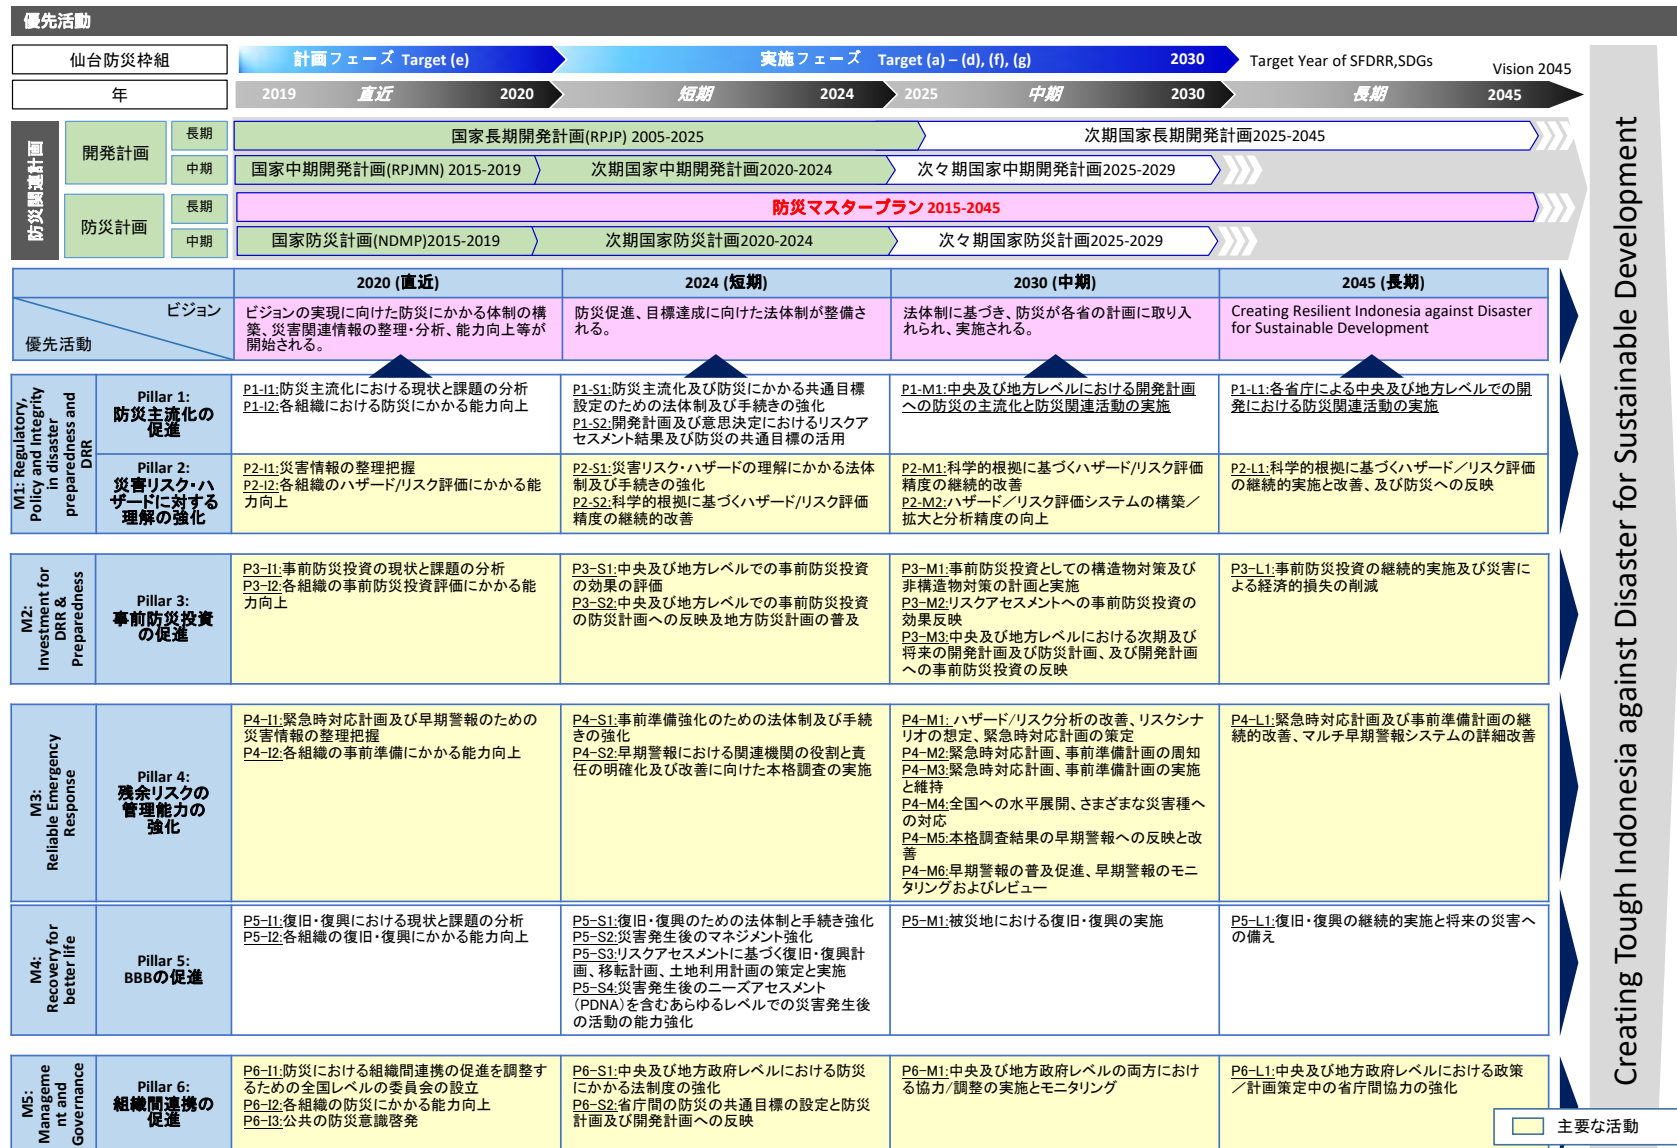 優先活動
仙台防災枠組
計画フェーズ Target (e)
実施フェーズ Target (a) – (d), (f), (g)
2030
Target Year of SFDRR,SDGs
Vision 2045
年
2019
直近
2020
短期
2024
2025
中期
2030
長期
2045
防災関連計画
開発計画
長期
国家長期開発計画(RPJP) 2005-2025
次期国家長期開発計画2025-2045
中期
国家中期開発計画(RPJMN) 2015-2019
次期国家中期開発計画2020-2024
次々期国家中期開発計画2025-2029
防災計画
長期
防災マスタープラン 2015-2045
中期
国家防災計画(NDMP)2015-2019
次期国家防災計画2020-2024
次々期国家防災計画2025-2029
2020 (直近)
2024 (短期)
2030 (中期)
2045 (長期)
ビジョン
優先活動
ビジョンの実現に向けた防災にかかる体制の構
築、災害関連情報の整理・分析、能力向上等が
開始される。
防災促進、目標達成に向けた法体制が整備さ
れる。
法体制に基づき、防災が各省の計画に取り入
れられ、実施される。
Creating Resilient Indonesia against Disaster
for Sustainable Development
M1: Regulatory,
Policy and Integrity
in disaster
preparedness and
DRR
Pillar 1:
防災主流化の
促進
P1-I1:防災主流化における現状と課題の分析
P1-I2:各組織における防災にかかる能力向上
P1-S1:防災主流化及び防災にかかる共通目標
設定のための法体制及び手続きの強化
P1-S2:開発計画及び意思決定におけるリスクア
セスメント結果及び防災の共通目標の活用
P1-M1:中央及び地方レベルにおける開発計画
への防災の主流化と防災関連活動の実施
P1-L1:各省庁による中央及び地方レベルでの開
発における防災関連活動の実施
Pillar 2:
災害リスク・ハ
ザードに対する
理解の強化
P2-I1:災害情報の整理把握
P2-I2:各組織のハザード/リスク評価にかかる能
力向上
P2-S1:災害リスク・ハザードの理解にかかる法体
制及び手続きの強化
P2-S2:科学的根拠に基づくハザード/リスク評価
精度の継続的改善
P2-M1:科学的根拠に基づくハザード/リスク評価
精度の継続的改善
P2-M2:ハザード／リスク評価システムの構築／
拡大と分析精度の向上
P2-L1:科学的根拠に基づくハザード／リスク評価
の継続的実施と改善、及び防災への反映
M2:
Investment for
DRR &
Preparedness
Pillar 3:
事前防災投資
の促進
P3-I1:事前防災投資の現状と課題の分析
P3-I2:各組織の事前防災投資評価にかかる能
力向上
P3-S1:中央及び地方レベルでの事前防災投資
の効果の評価
P3-S2:中央及び地方レベルでの事前防災投資
の防災計画への反映及地方防災計画の普及
P3-M1:事前防災投資としての構造物対策及び
非構造物対策の計画と実施
P3-M2:リスクアセスメントへの事前防災投資の
効果反映
P3-M3:中央及び地方レベルにおける次期及び
将来の開発計画及び防災計画、及び開発計画
への事前防災投資の反映
P3-L1:事前防災投資の継続的実施及び災害に
よる経済的損失の削減
M3:
Reliable Emergency
Response
Pillar 4:
残余リスクの
管理能力の
強化
P4-I1:緊急時対応計画及び早期警報のための
災害情報の整理把握
P4-I2:各組織の事前準備にかかる能力向上
P4-S1:事前準備強化のための法体制及び手続
きの強化
P4-S2:早期警報における関連機関の役割と責
任の明確化及び改善に向けた本格調査の実施
P4-M1: ハザード/リスク分析の改善、リスクシナ
リオの想定、緊急時対応計画の策定
P4-M2:緊急時対応計画、事前準備計画の周知
P4-M3:緊急時対応計画、事前準備計画の実施
と維持
P4-M4:全国への水平展開、さまざまな災害種へ
の対応
P4-M5:本格調査結果の早期警報への反映と改
善
P4-M6:早期警報の普及促進、早期警報のモニ
タリングおよびレビュー
P4-L1:緊急時対応計画及び事前準備計画の継
続的改善、マルチ早期警報システムの詳細改善
M4:
Recovery for
better life
Pillar 5:
BBBの促進
P5-I1:復旧・復興における現状と課題の分析
P5-I2:各組織の復旧・復興にかかる能力向上
P5-S1:復旧・復興のための法体制と手続き強化
P5-S2:災害発生後のマネジメント強化
P5-S3:リスクアセスメントに基づく復旧・復興計
画、移転計画、土地利用計画の策定と実施
P5-S4:災害発生後のニーズアセスメント
(PDNA)を含むあらゆるレベルでの災害発生後
の活動の能力強化
P5-M1:被災地における復旧・復興の実施
P5-L1:復旧・復興の継続的実施と将来の災害へ
の備え
M5:
Manageme
nt and
Governance
Pillar 6:
組織間連携の
促進
P6-I1:防災における組織間連携の促進を調整す
るための全国レベルの委員会の設立
P6-I2:各組織の防災にかかる能力向上
P6-I3:公共の防災意識啓発
P6-S1:中央及び地方政府レベルにおける防災
にかかる法制度の強化
P6-S2:省庁間の防災の共通目標の設定と防災
計画及び開発計画への反映
P6-M1:中央及び地方政府レベルの両方におけ
る協力/調整の実施とモニタリング
P6-L1:中央及び地方政府レベルにおける政策
／計画策定中の省庁間協力の強化
主要な活動
Creating Tough Indonesia against Disaster for Sustainable Development